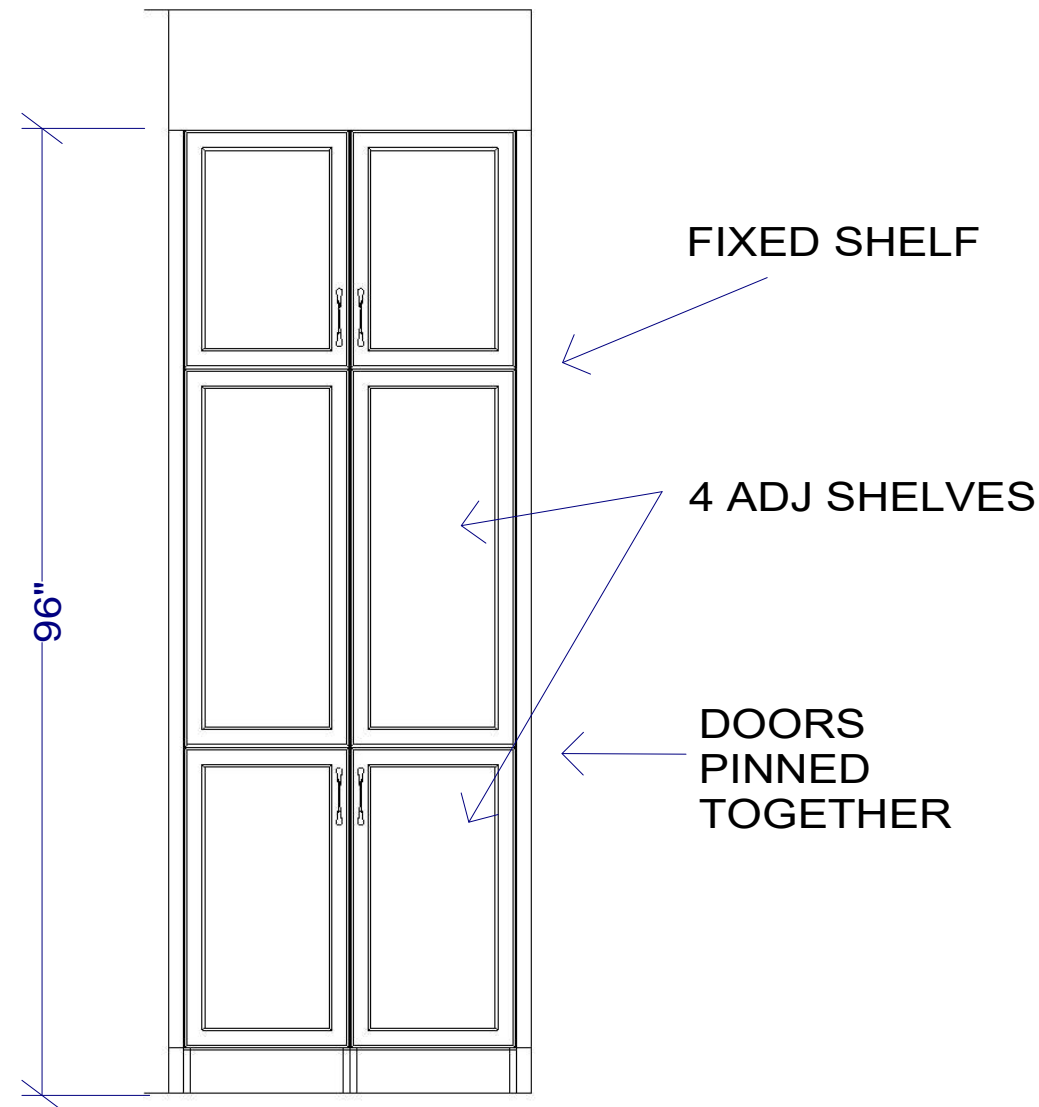 FIXED SHELF
4 ADJ SHELVES
96"
DOORS
PINNED
TOGETHER